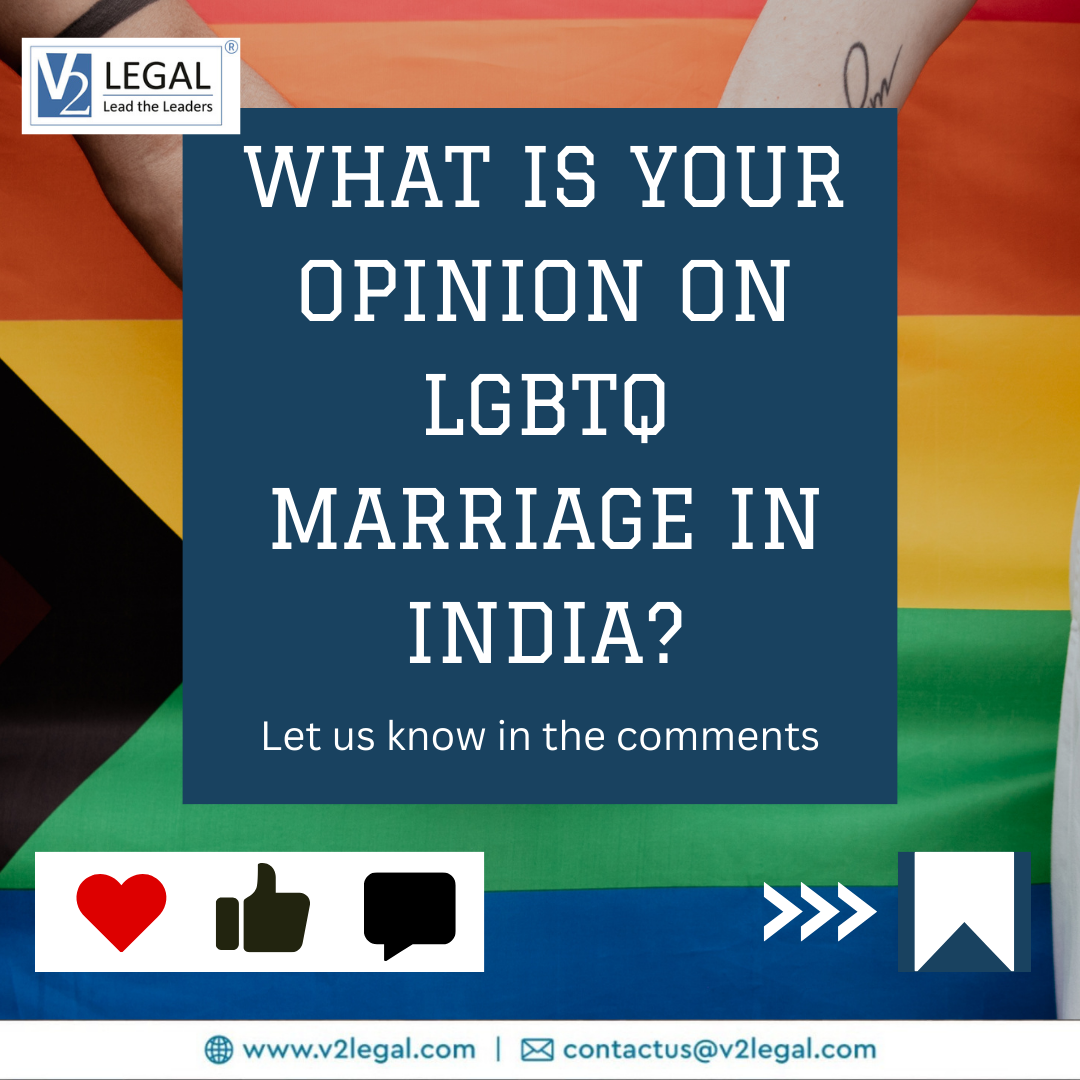 V2 LEGAL ®
Lead the Leaders
WHAT IS YOUR
OPINION ON
LGBTQ
MARRIAGE IN
INDIA?
Let us know in the comments
www.v2legal.com | contactus@v2legal.com